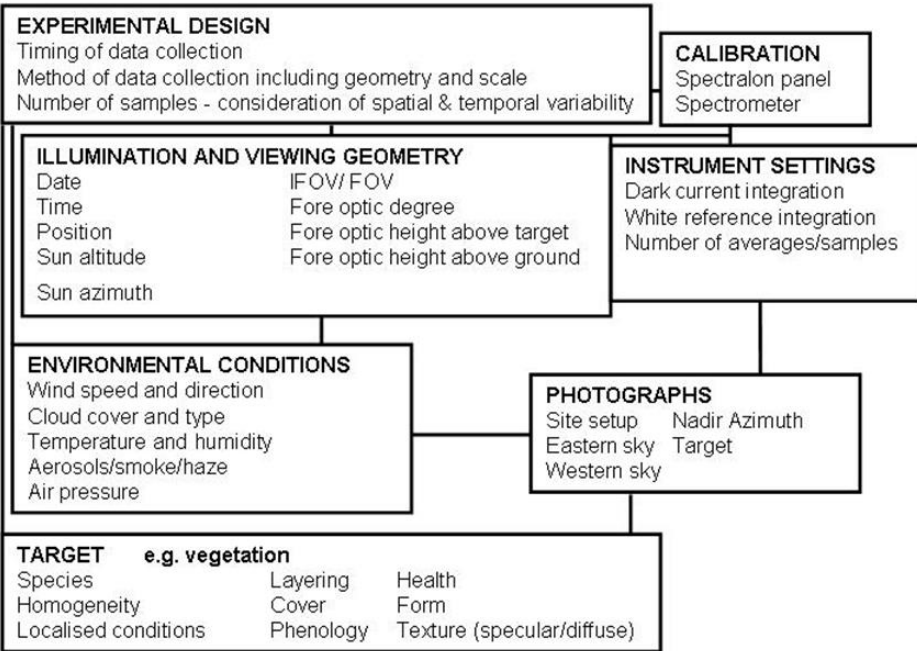 EXPERIMENTAL DESIGN
Timing of data collection
Method of data collection including geometry and scale
Number of samples - consideration of spatial & temporal variability
CALIBRATION
Spectralon panel
Spectrometer
ILLUMINATION AND VIEWING GEOMETRY
Date IFOV/ FOV
Time Fore optic degree
Position Fore optic height above target
Sun altitude Fore optic height above ground
Sun azimuth
INSTRUMENT SETTINGS
Dark current integration
White reference integration
Number of averages/samples
ENVIRONMENTAL CONDITIONS
Wind speed and direction
Cloud cover and type
Temperature and humidity
Aerosols/smoke/haze
Air pressure
PHOTOGRAPHS
Site setup Nadir Azimuth
Eastern sky Target
Western sky
TARGET e.g. vegetation
Species Layering Health
Homogeneity Cover Form
Localised conditions Phenology Texture (specular/diffuse)